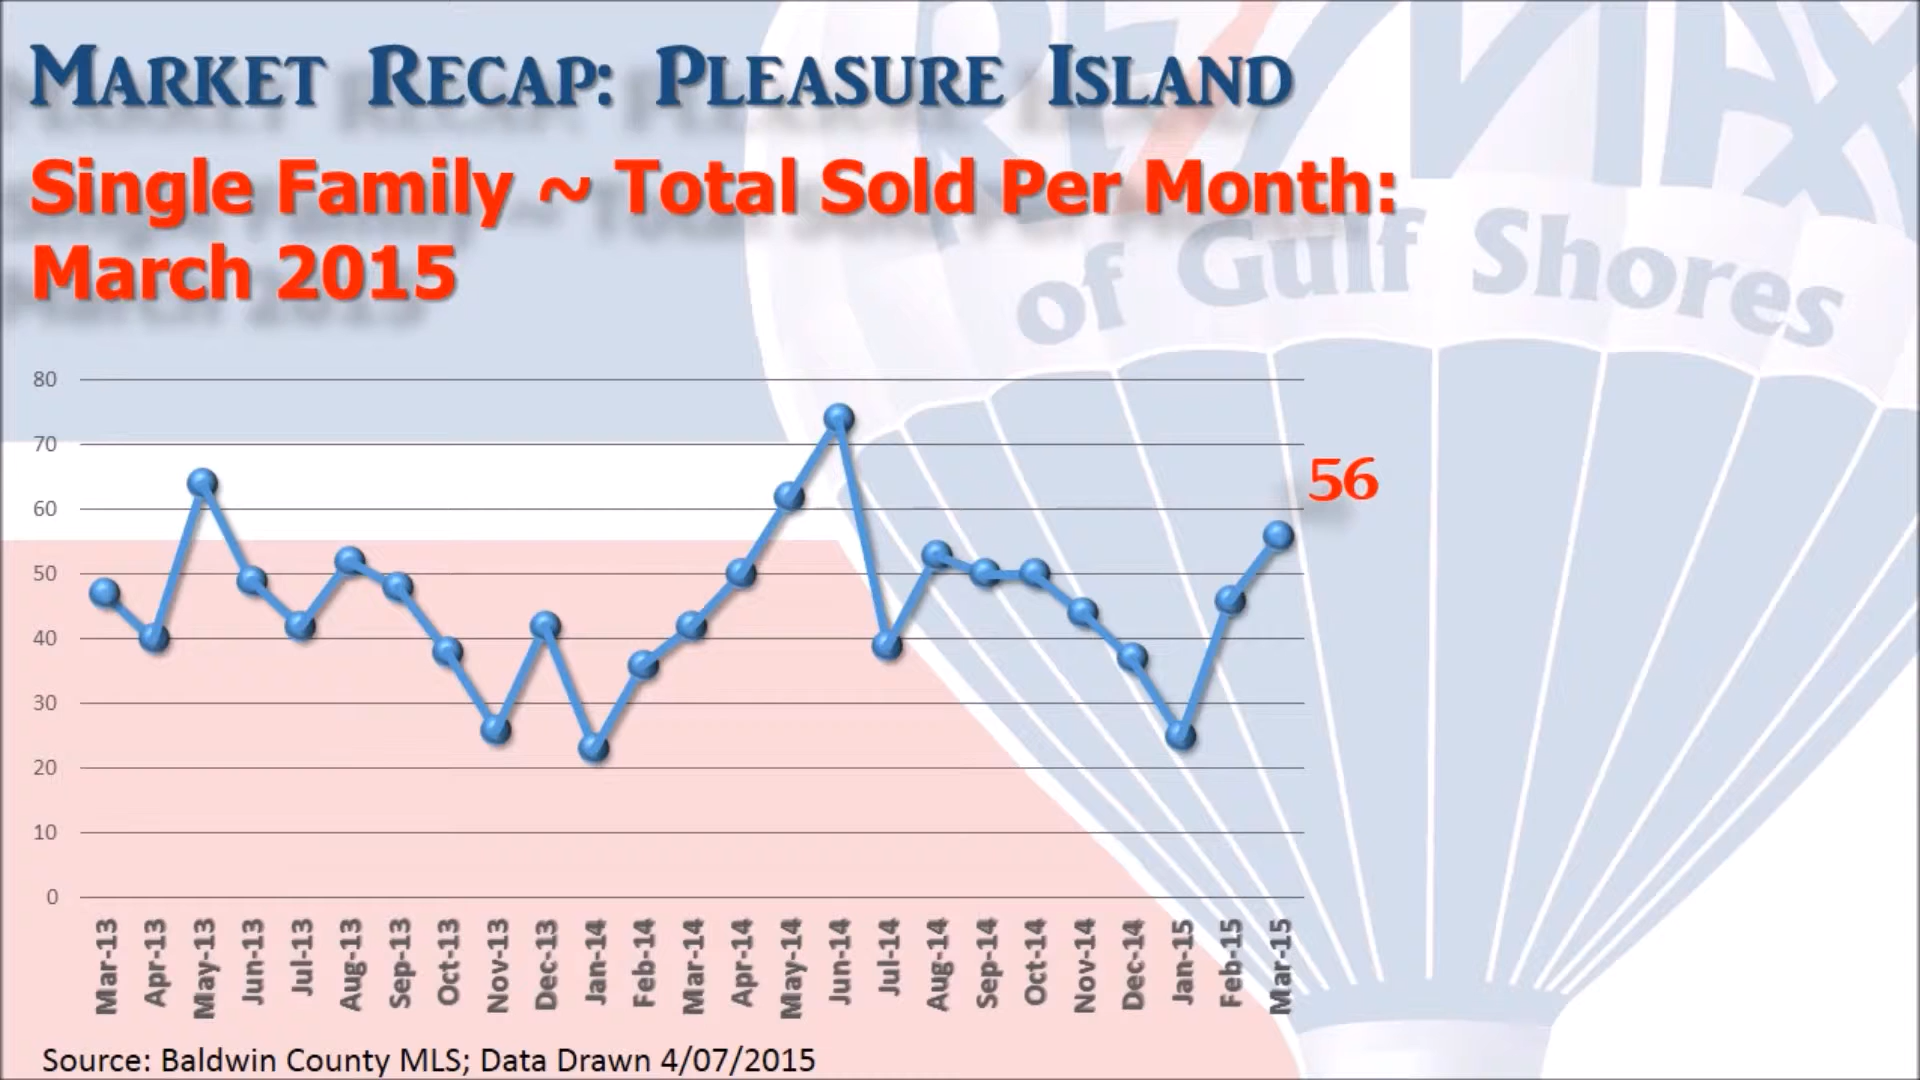 MARKET RECAP: PLEASURE ISLAND
Single Family ~ Total Sold Per Month:
March 2015
RE/MAX
of Gulf Shores
80
70
60
50
40
30
20
10
0
56
Mar-13
Apr-13
May-13
Jun-13
Jul-13
Aug-13
Sep-13
Oct-13
Nov-13
Dec-13
Jan-14
Feb-14
Mar-14
Apr-14
May-14
Jun-14
Jul-14
Aug-14
Sep-14
Oct-14
Nov-14
Dec-14
Jan-15
Feb-15
Mar-15
Source: Baldwin County MLS; Data Drawn 4/07/2015